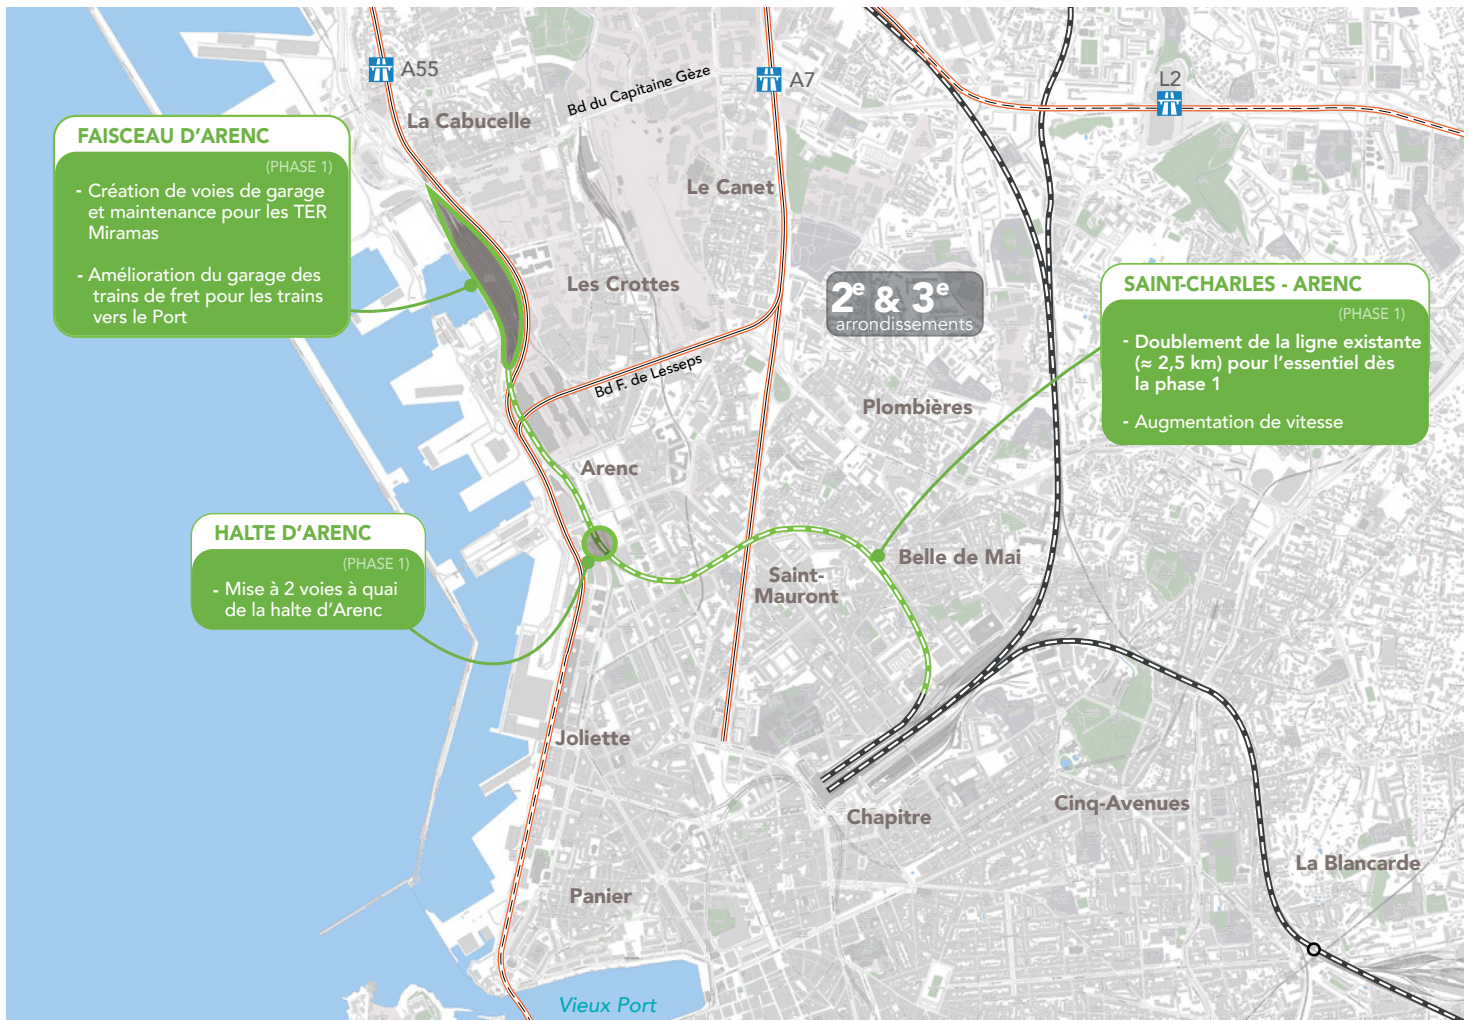 A55
A7
L2
Bd du Capitaine Gèze
La Cabucelle
FAISCEAU D'ARENC
(PHASE 1)
- Création de voies de garage
et maintenance pour les TER
Miramas
- Amélioration du garage des
trains de fret pour les trains
vers le Port
Le Canet
Les Crottes
2e & 3e
arrondissements
SAINT-CHARLES - ARENC
(PHASE 1)
- Doublement de la ligne existante
(≈ 2,5 km) pour l'essentiel dès
la phase 1
- Augmentation de vitesse
Bd F. de Lesseps
Plombières
Arenc
HALTE D'ARENC
(PHASE 1)
- Mise à 2 voies à quai
de la halte d'Arenc
Belle de Mai
Saint-
Mauront
Joliette
Chapitre
Cinq-Avenues
La Blancarde
Panier
Vieux Port